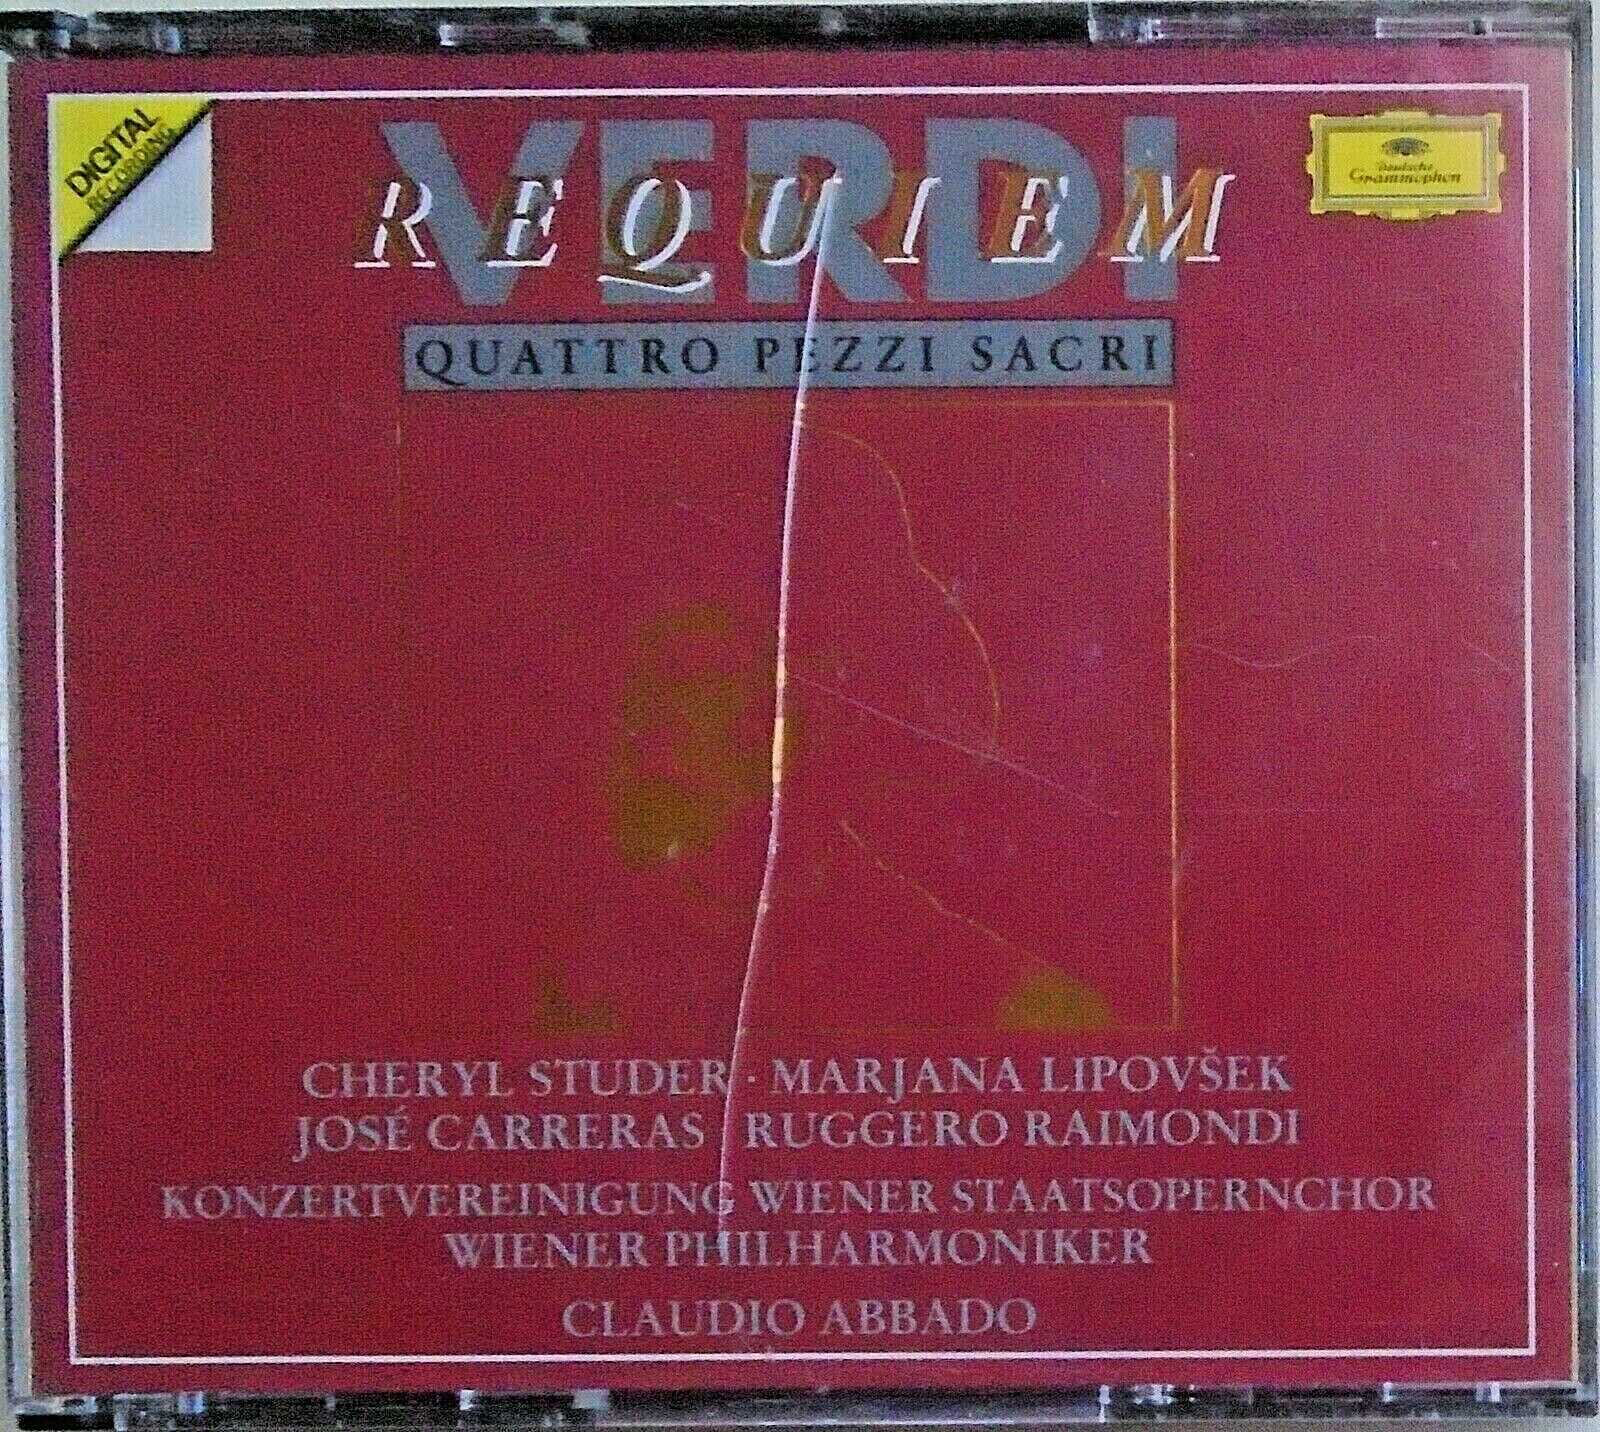 DIGITAL
RECORDING
VERDI
REQUIEM
Deutsche
Grammophon
QUATTRO PEZZI SACRI
CHERYL STUDER · MARJANA LIPOVŠEK
JOSÉ CARRERAS RUGGERO RAIMONDI
KONZERTVEREINIGUNG WIENER STAATSOPERNCHOR
WIENER PHILHARMONIKER
CLAUDIO ABBADO